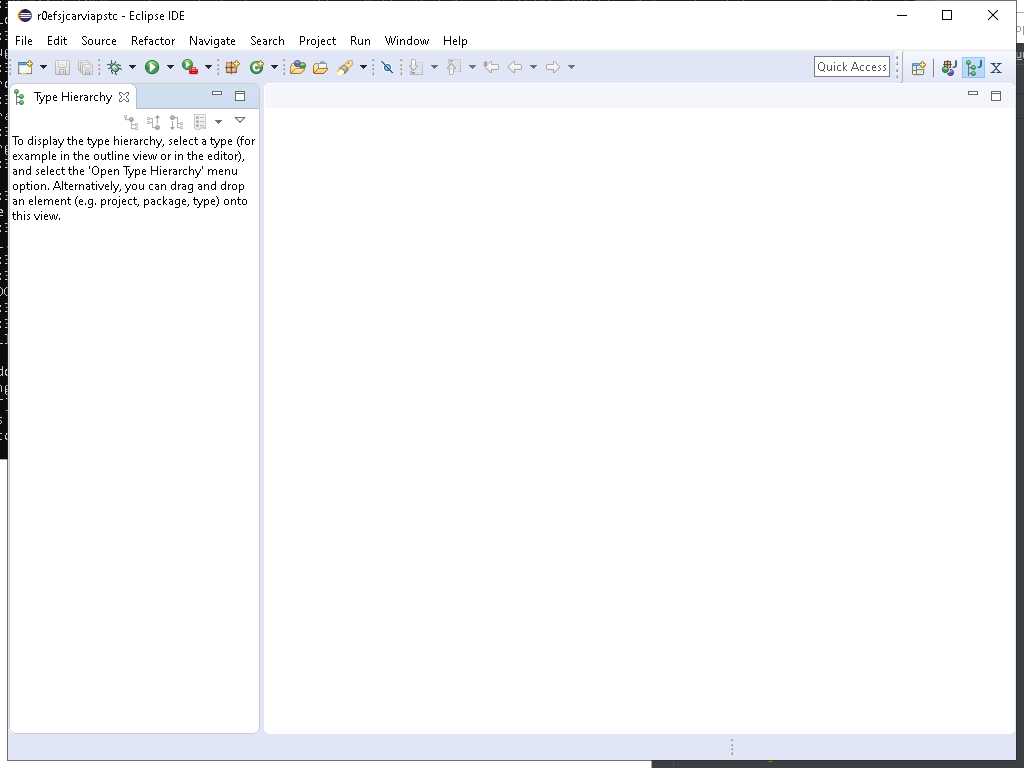 r0efsjcarviapstc - Eclipse IDE
File Edit Source Refactor Navigate Search Project Run Window Help
Quick Access
Type Hierarchy
To display the type hierarchy, select a type (for
example in the outline view or in the editor),
and select the 'Open Type Hierarchy' menu
option. Alternatively, you can drag and drop
an element (e.g. project, package, type) onto
this view.